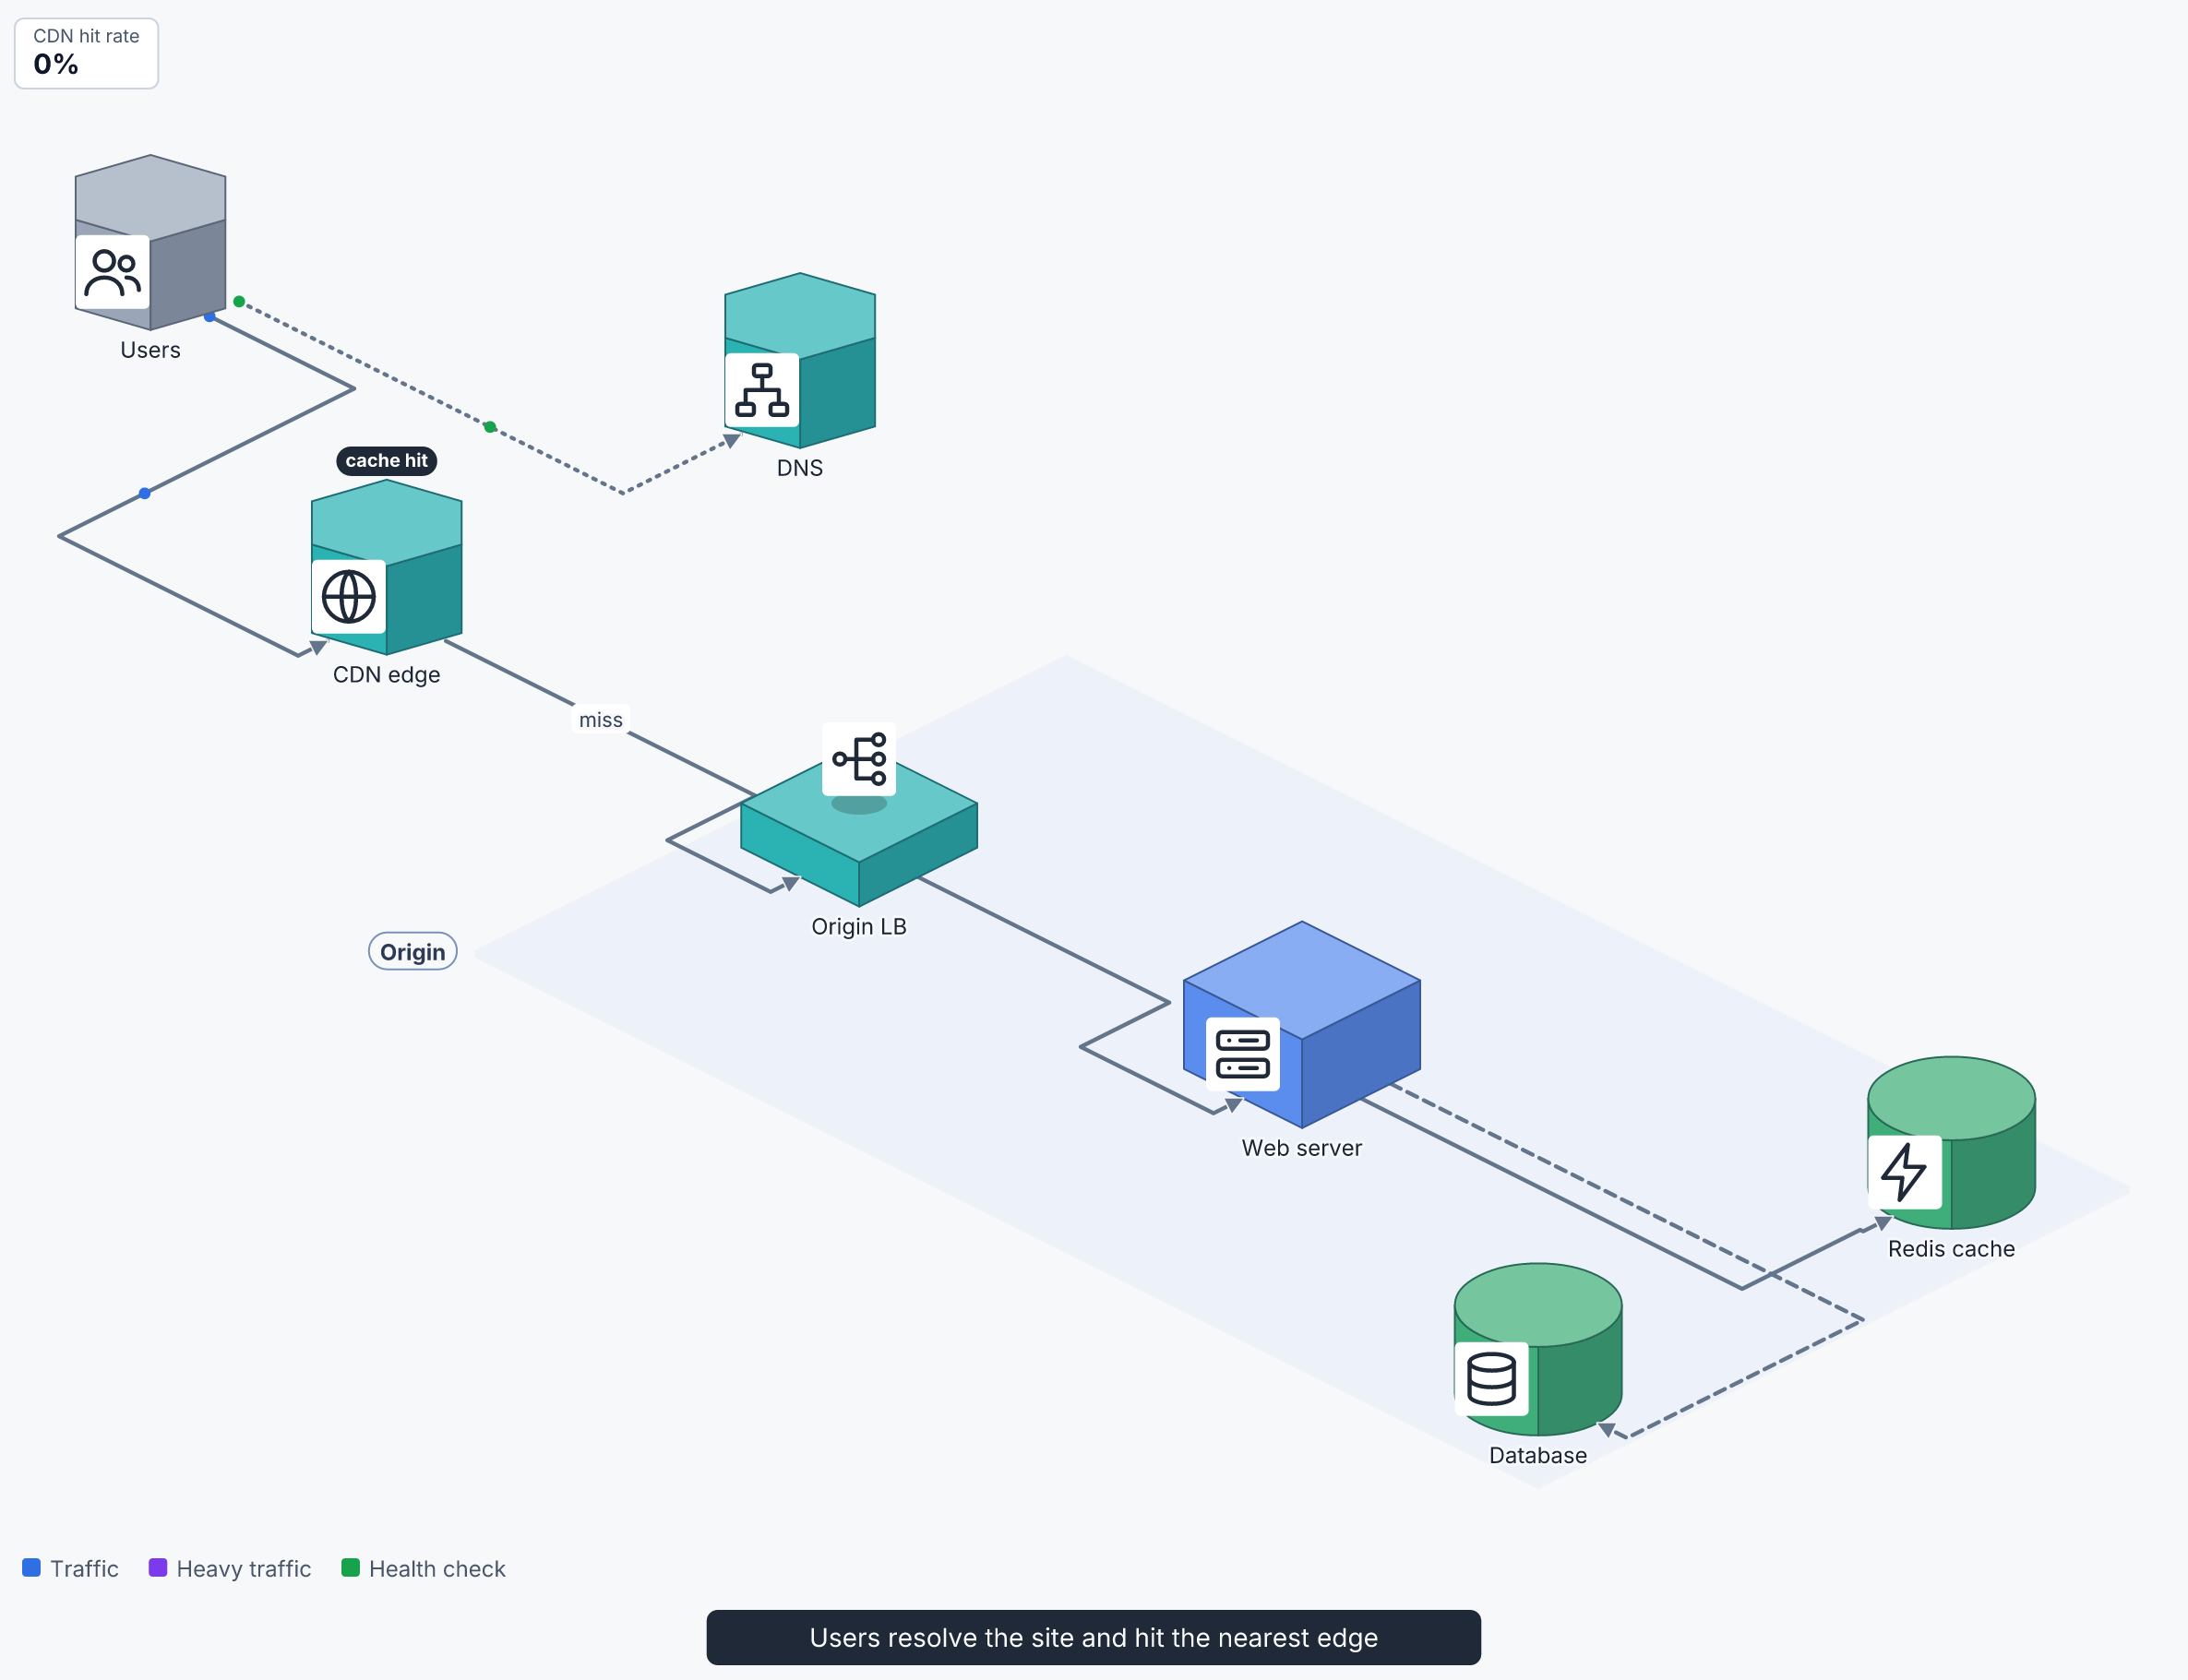 CDN hit rate
0%
Users
DNS
cache hit
CDN edge
miss
Origin LB
Origin
Web server
Redis cache
Database
Traffic
Heavy traffic
Health check
Users resolve the site and hit the nearest edge